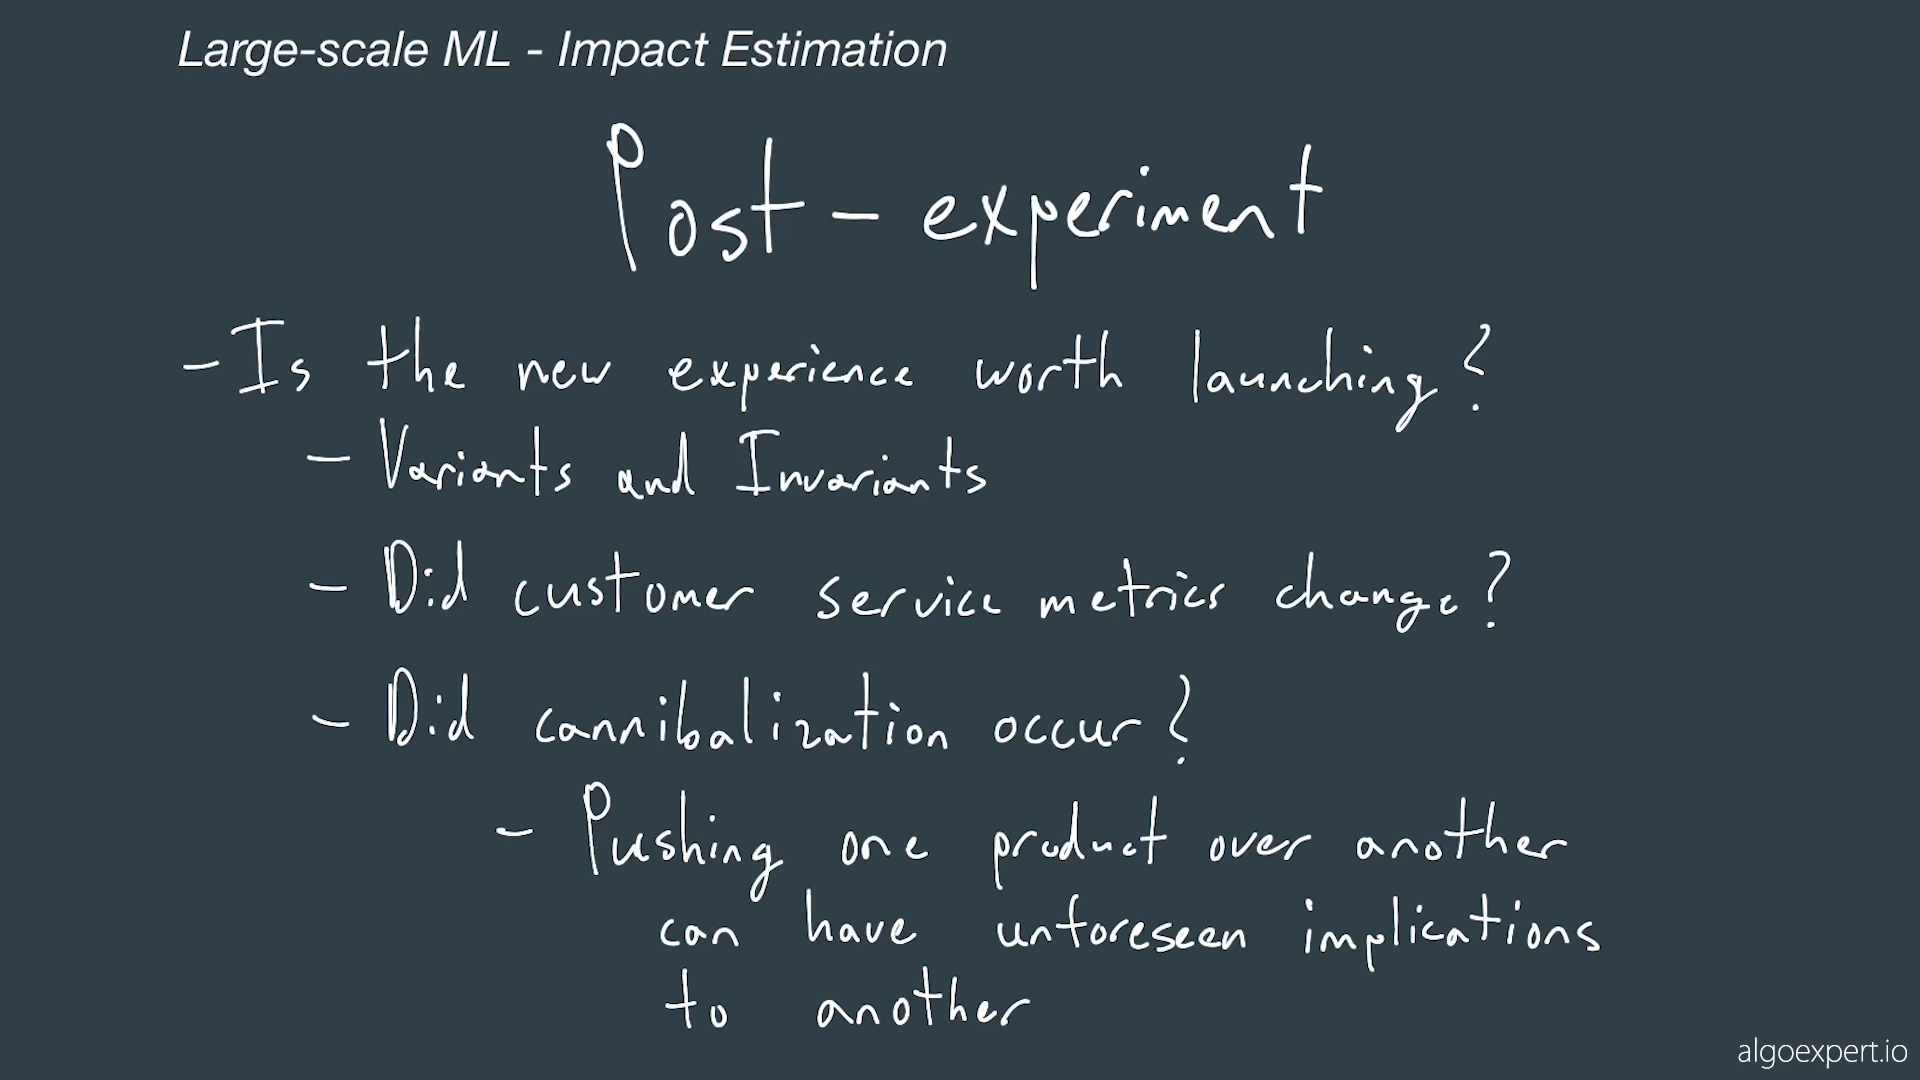 Large-scale ML - Impact Estimation
Post-experiment
- Is the new experience worth launching?
- Variants and Invariants
- Did customer service metrics change?
- Did cannibalization occur?
- Pushing one product over another
can have unforeseen implications
to another
algoexpert.io